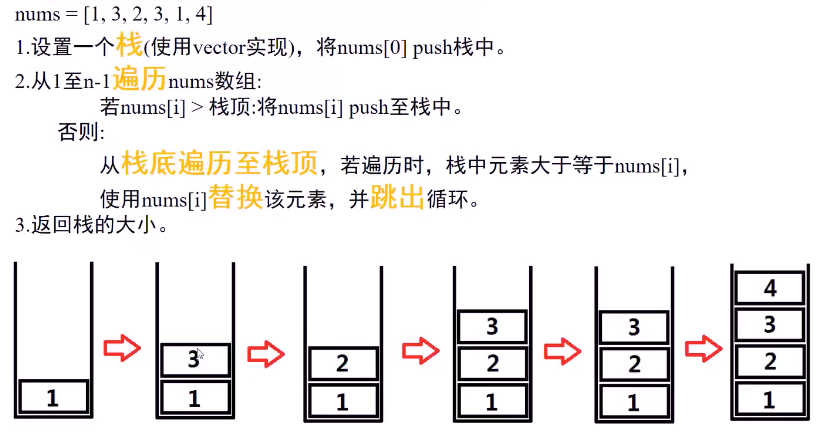 nums = [1, 3, 2, 3, 1, 4]
1.设置一个栈(使用vector实现)，将nums[0] push栈中。
2.从1至n-1遍历nums数组:
若nums[i] > 栈顶:将nums[i] push至栈中。
否则:
从栈底遍历至栈顶，若遍历时，栈中元素大于等于nums[i]，
使用nums[i]替换该元素，并跳出循环。
3.返回栈的大小。
1
3
1
2
1
3
2
1
3
2
1
4
3
2
1